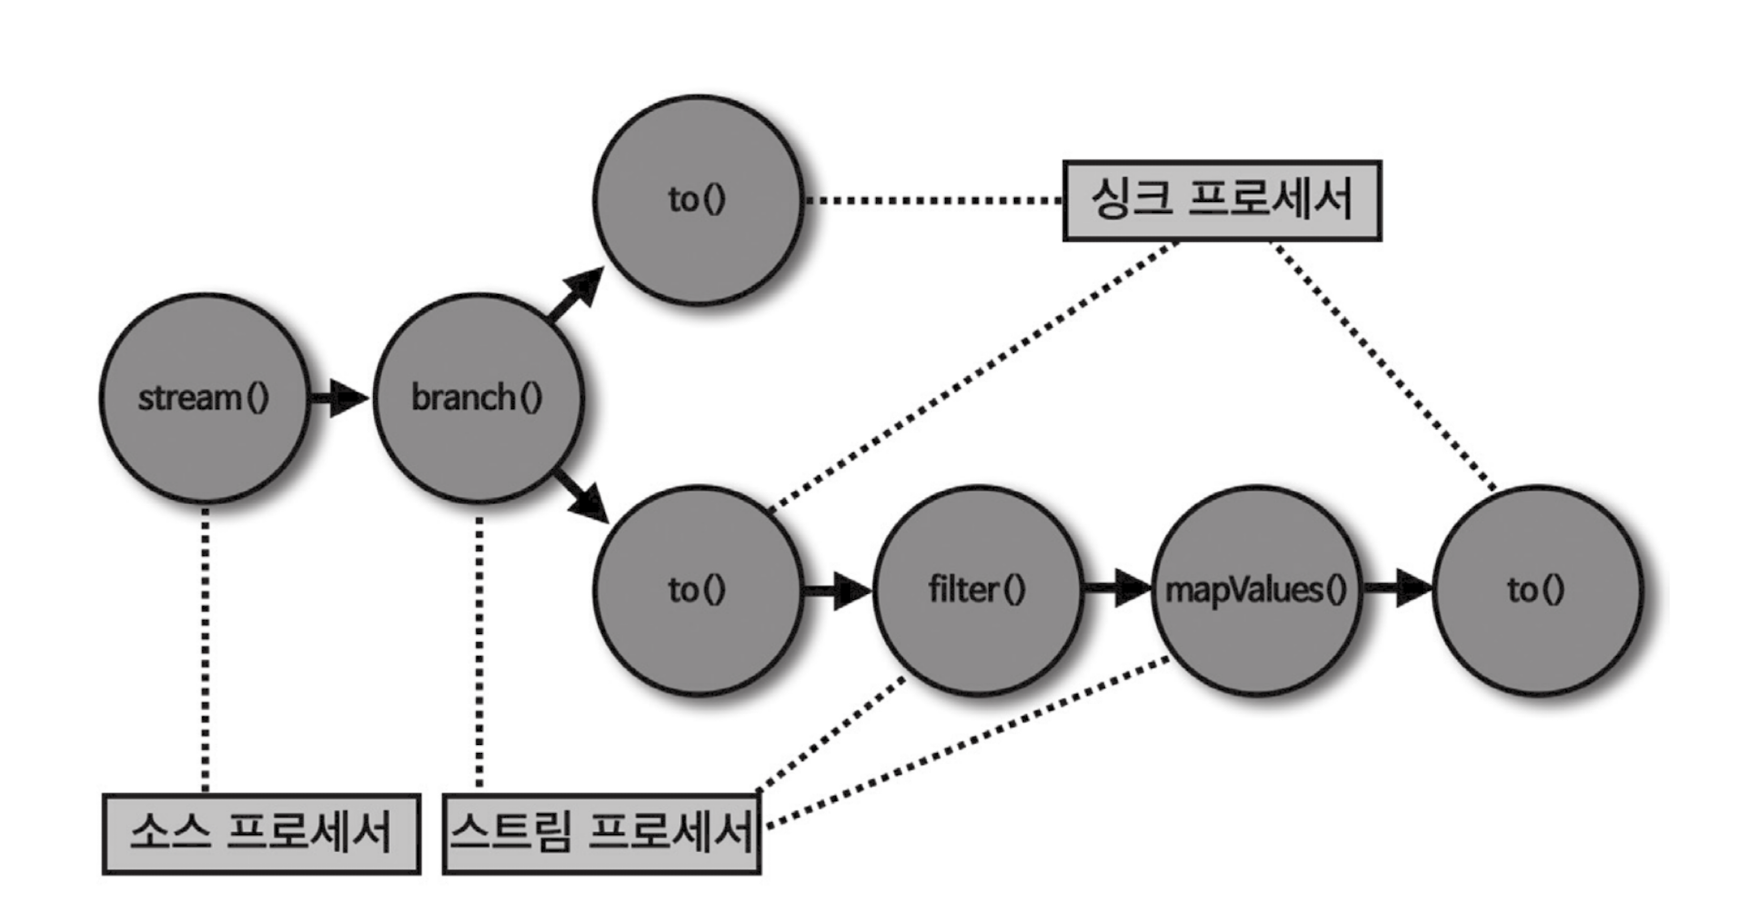 to()
싱크 프로세서
stream()
branch()
to()
filter()
mapValues()
to()
소스 프로세서
스트림 프로세서